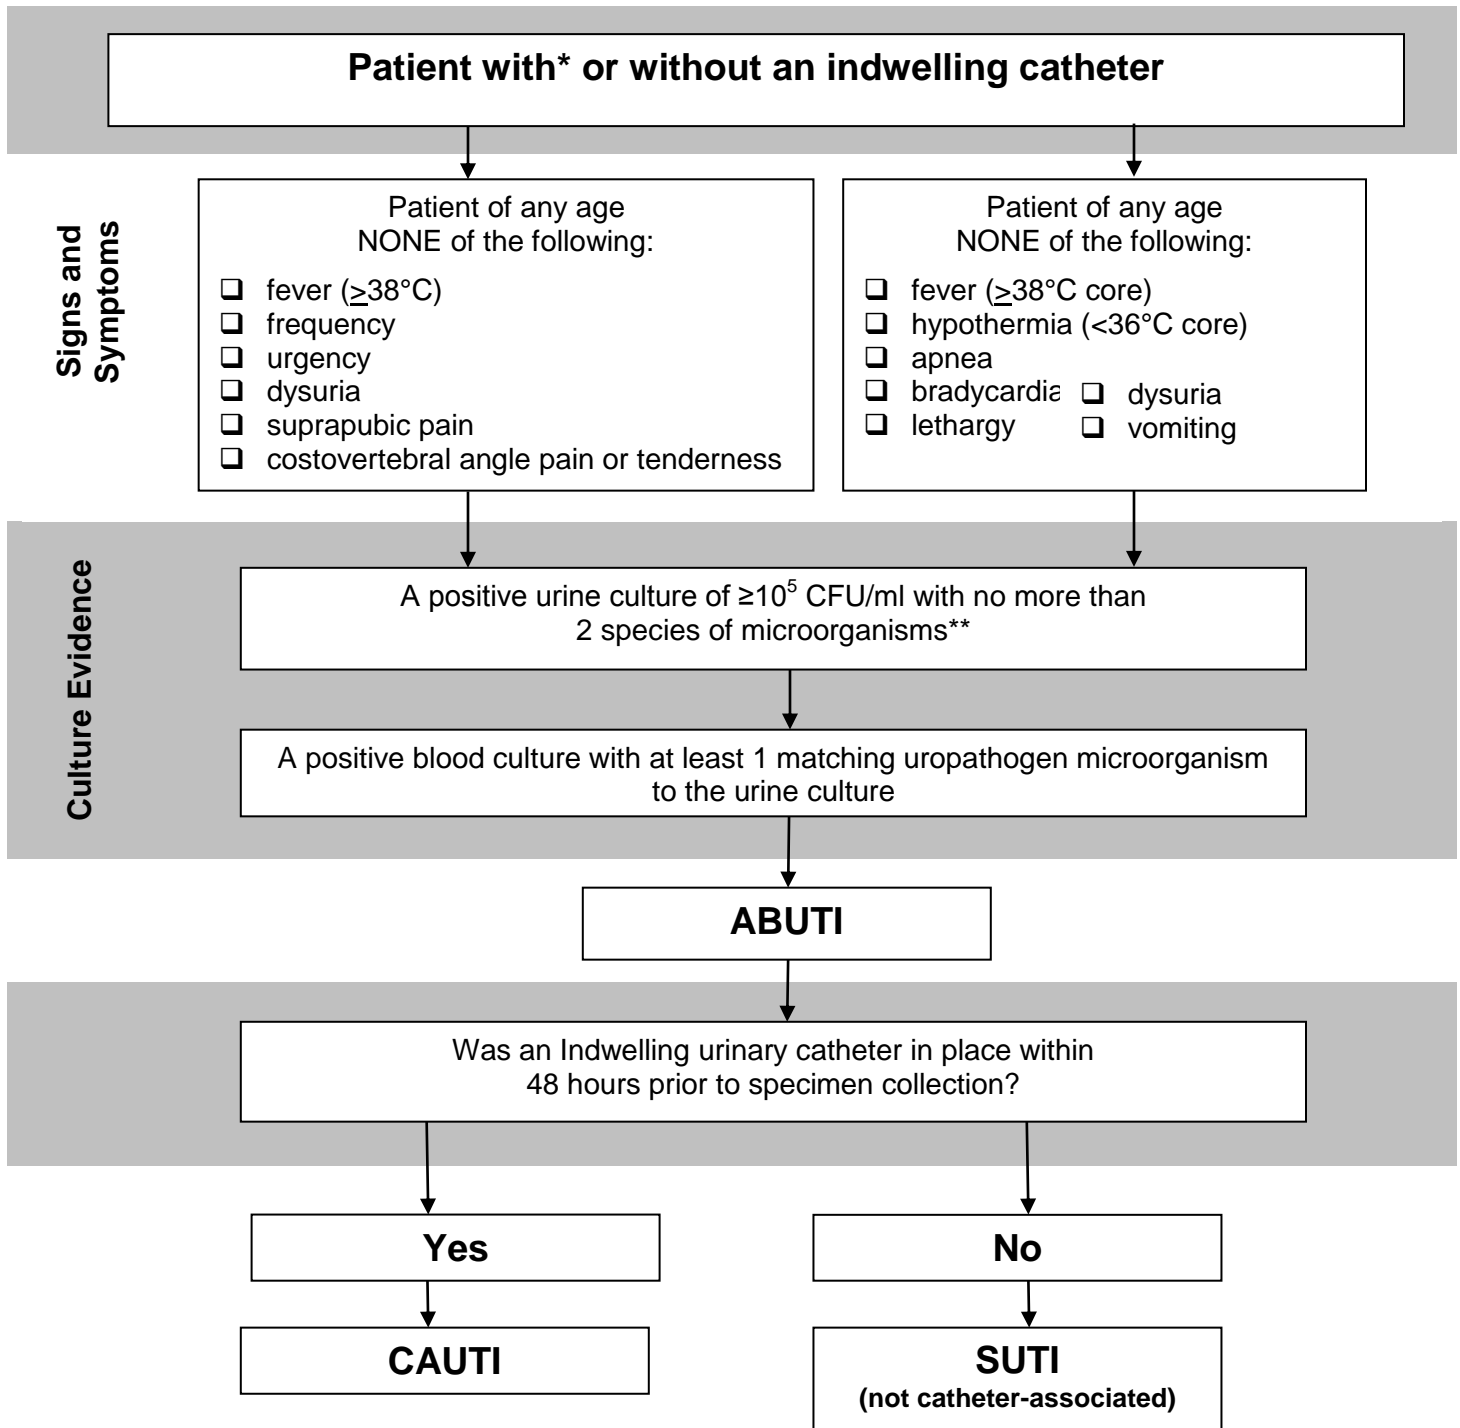 Patient with* or without an indwelling catheter
Signs and
Symptoms
Patient of any age
NONE of the following:
❑ fever (≥38°C)
❑ frequency
❑ urgency
❑ dysuria
❑ suprapubic pain
❑ costovertebral angle pain or tenderness
Patient of any age
NONE of the following:
❑ fever (≥38°C core)
❑ hypothermia (<36°C core)
❑ apnea
❑ bradycardia ❑ dysuria
❑ lethargy ❑ vomiting
Culture Evidence
A positive urine culture of ≥10⁵ CFU/ml with no more than
2 species of microorganisms**
A positive blood culture with at least 1 matching uropathogen microorganism
to the urine culture
ABUTI
Was an Indwelling urinary catheter in place within
48 hours prior to specimen collection?
Yes
No
CAUTI
SUTI
(not catheter-associated)